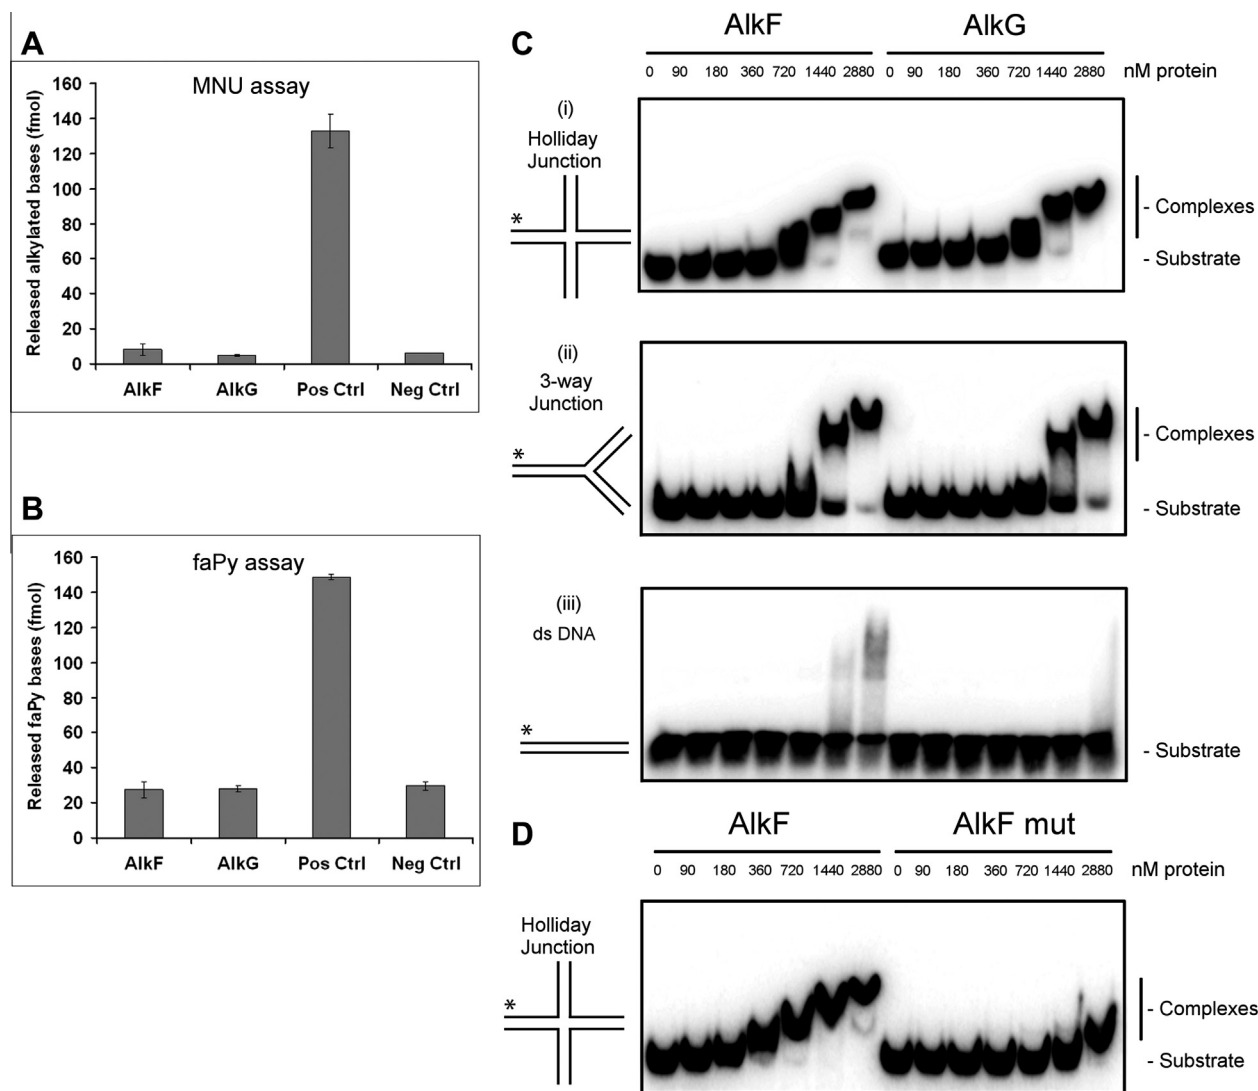 A
MNU assay
Released alkylated bases (fmol)
160
140
120
100
80
60
40
20
0
AlkF AlkG Pos Ctrl Neg Ctrl
B
faPy assay
Released faPy bases (fmol)
160
140
120
100
80
60
40
20
0
AlkF AlkG Pos Ctrl Neg Ctrl
C
AlkF AlkG
0 90 180 360 720 1440 2880 0 90 180 360 720 1440 2880 nM protein
(i)
Holliday
Junction
*
- Complexes
- Substrate
(ii)
3-way
Junction
*
- Complexes
- Substrate
(iii)
ds DNA
*
- Substrate
D
AlkF AlkF mut
0 90 180 360 720 1440 2880 0 90 180 360 720 1440 2880 nM protein
Holliday
Junction
*
- Complexes
- Substrate